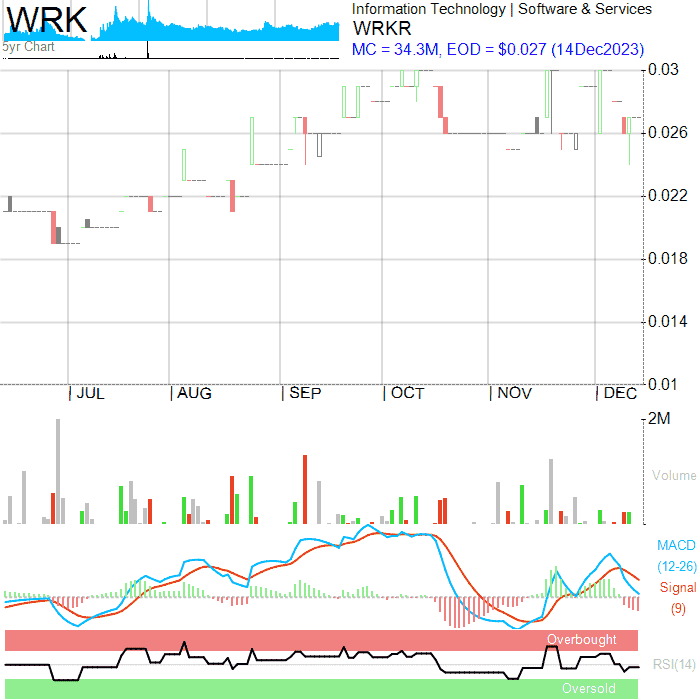 WRK
5yr Chart
Information Technology | Software & Services
WRKR
MC = 34.3M, EOD = $0.027 (14Dec2023)
0.03
0.026
0.022
0.018
0.014
0.01
| JUL | AUG | SEP | OCT | NOV | DEC
2M
Volume
MACD
(12-26)
Signal
(9)
Overbought
RSI(14)
Oversold